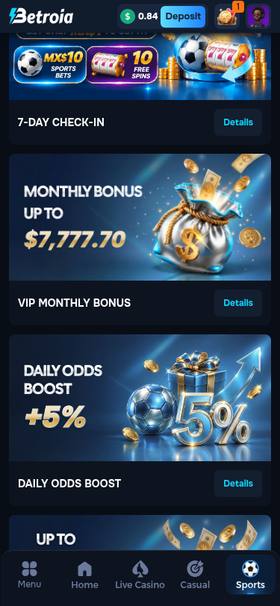 Betroia
$ 0.84 Deposit
1
MX$10
SPORTS
BETS
10
FREE
SPINS
7-DAY CHECK-IN
Details
MONTHLY BONUS
UP TO
$7,777.70
$
VIP MONTHLY BONUS
Details
DAILY ODDS
BOOST
+5%
5%
DAILY ODDS BOOST
Details
UP TO
Menu
Home
Live Casino
Casual
Sports